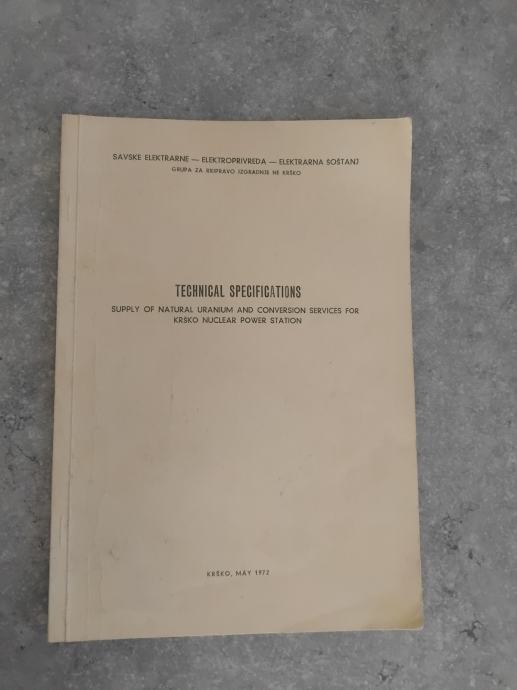 SAVSKE ELEKTRARNE — ELEKTROPRIVREDA — ELEKTRARNA ŠOŠTANJ
GRUPA ZA PRIPRAVO IZGRADNJE NE KRŠKO
TECHNICAL SPECIFICATIONS
SUPPLY OF NATURAL URANIUM AND CONVERSION SERVICES FOR
KRŠKO NUCLEAR POWER STATION
KRŠKO, MAY 1972